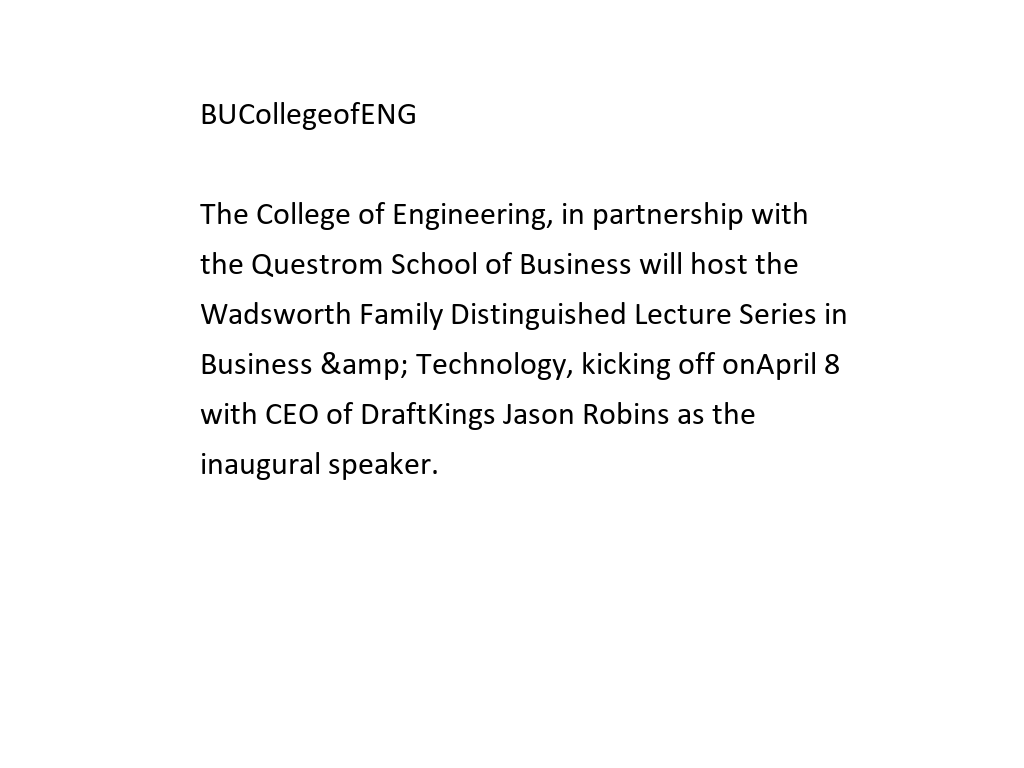 BUCollegeofENG
The College of Engineering, in partnership with
the Questrom School of Business will host the
Wadsworth Family Distinguished Lecture Series in
Business &amp; Technology, kicking off onApril 8
with CEO of DraftKings Jason Robins as the
inaugural speaker.